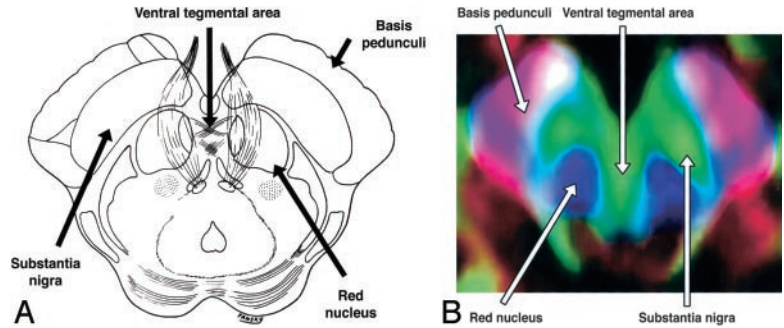 Ventral tegmental area
Basis
pedunculi
Substantia
nigra
Red
nucleus
A
Basis pedunculi
Ventral tegmental area
Red nucleus
Substantia nigra
B